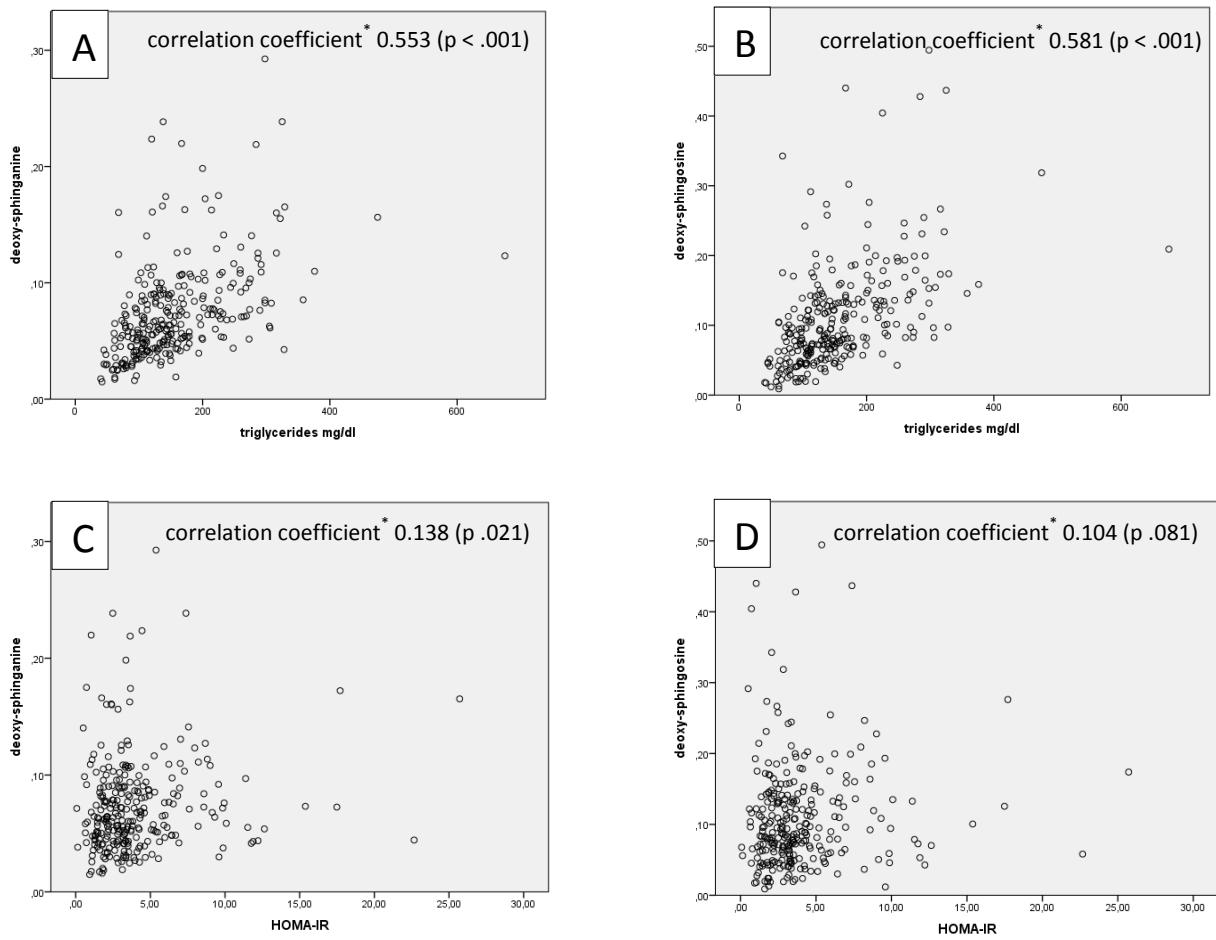 A
correlation coefficient* 0.553 (p < .001)
,30
,20
,10
,00
deoxy-sphinganine
0 200 400 600
triglycerides mg/dl
B
correlation coefficient* 0.581 (p < .001)
,50
,40
,30
,20
,10
,00
deoxy-sphingosine
0 200 400 600
triglycerides mg/dl
C
correlation coefficient* 0.138 (p .021)
,30
,20
,10
,00
deoxy-sphinganine
,00 5,00 10,00 15,00 20,00 25,00 30,00
HOMA-IR
D
correlation coefficient* 0.104 (p .081)
,50
,40
,30
,20
,10
,00
deoxy-sphingosine
,00 5,00 10,00 15,00 20,00 25,00 30,00
HOMA-IR